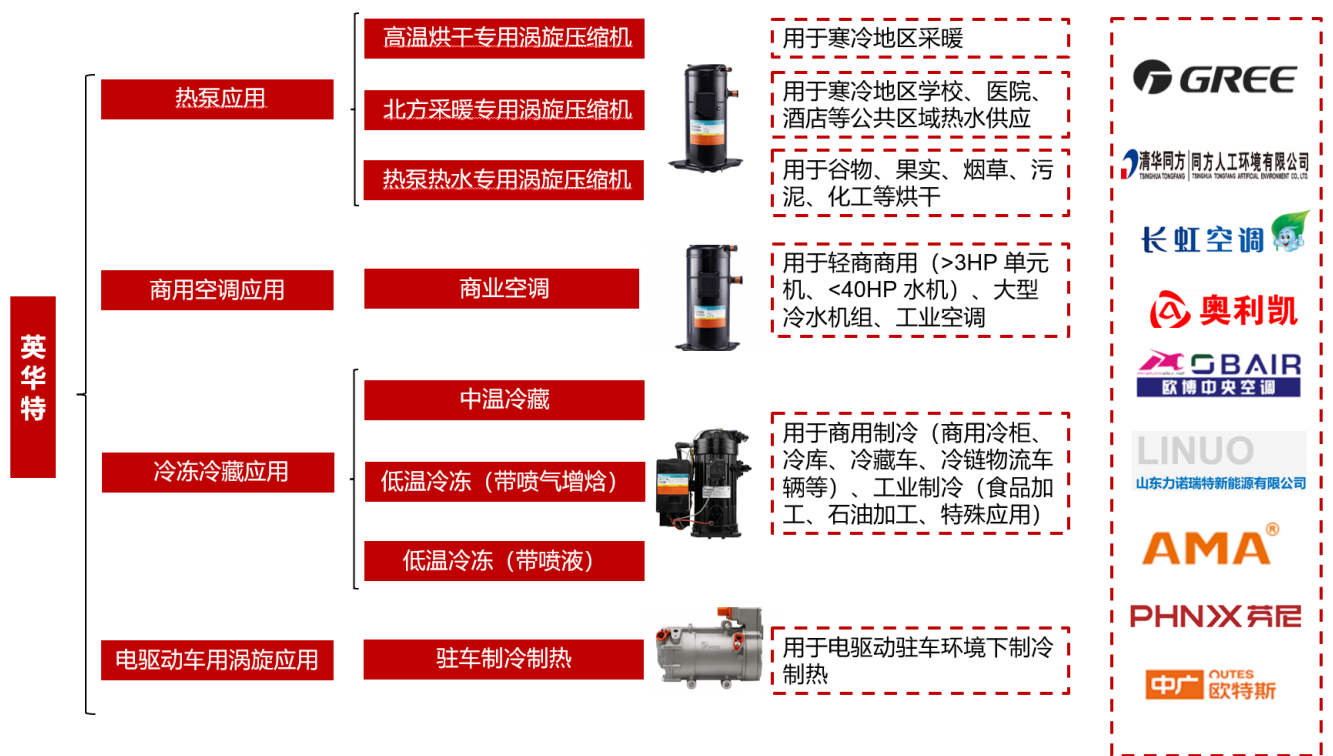 英
华
特
热泵应用
高温烘干专用涡旋压缩机
北方采暖专用涡旋压缩机
热泵热水专用涡旋压缩机
用于寒冷地区采暖
用于寒冷地区学校、医院、
酒店等公共区域热水供应
用于谷物、果实、烟草、污
泥、化工等烘干
商用空调应用
商业空调
用于轻商商用（>3HP 单元
机、<40HP 水机）、大型
冷水机组、工业空调
冷冻冷藏应用
中温冷藏
低温冷冻（带喷气增焓）
低温冷冻（带喷液）
用于商用制冷（商用冷柜、
冷库、冷藏车、冷链物流车
辆等）、工业制冷（食品加
工、石油加工、特殊应用）
电驱动车用涡旋应用
驻车制冷制热
用于电驱动驻车环境下制冷
制热
GREE
清华同方 同方人工环境有限公司
TSINGHUA TONGFANG TSINGHUA TONGFANG ARTIFICIAL ENVIRONMENT CO., LTD.
长虹空调
奥利凯
OBAIR
欧博中央空调
LINUO
山东力诺瑞特新能源有限公司
AMA®
PHNIX 芬尼
中广 OUTES
欧特斯